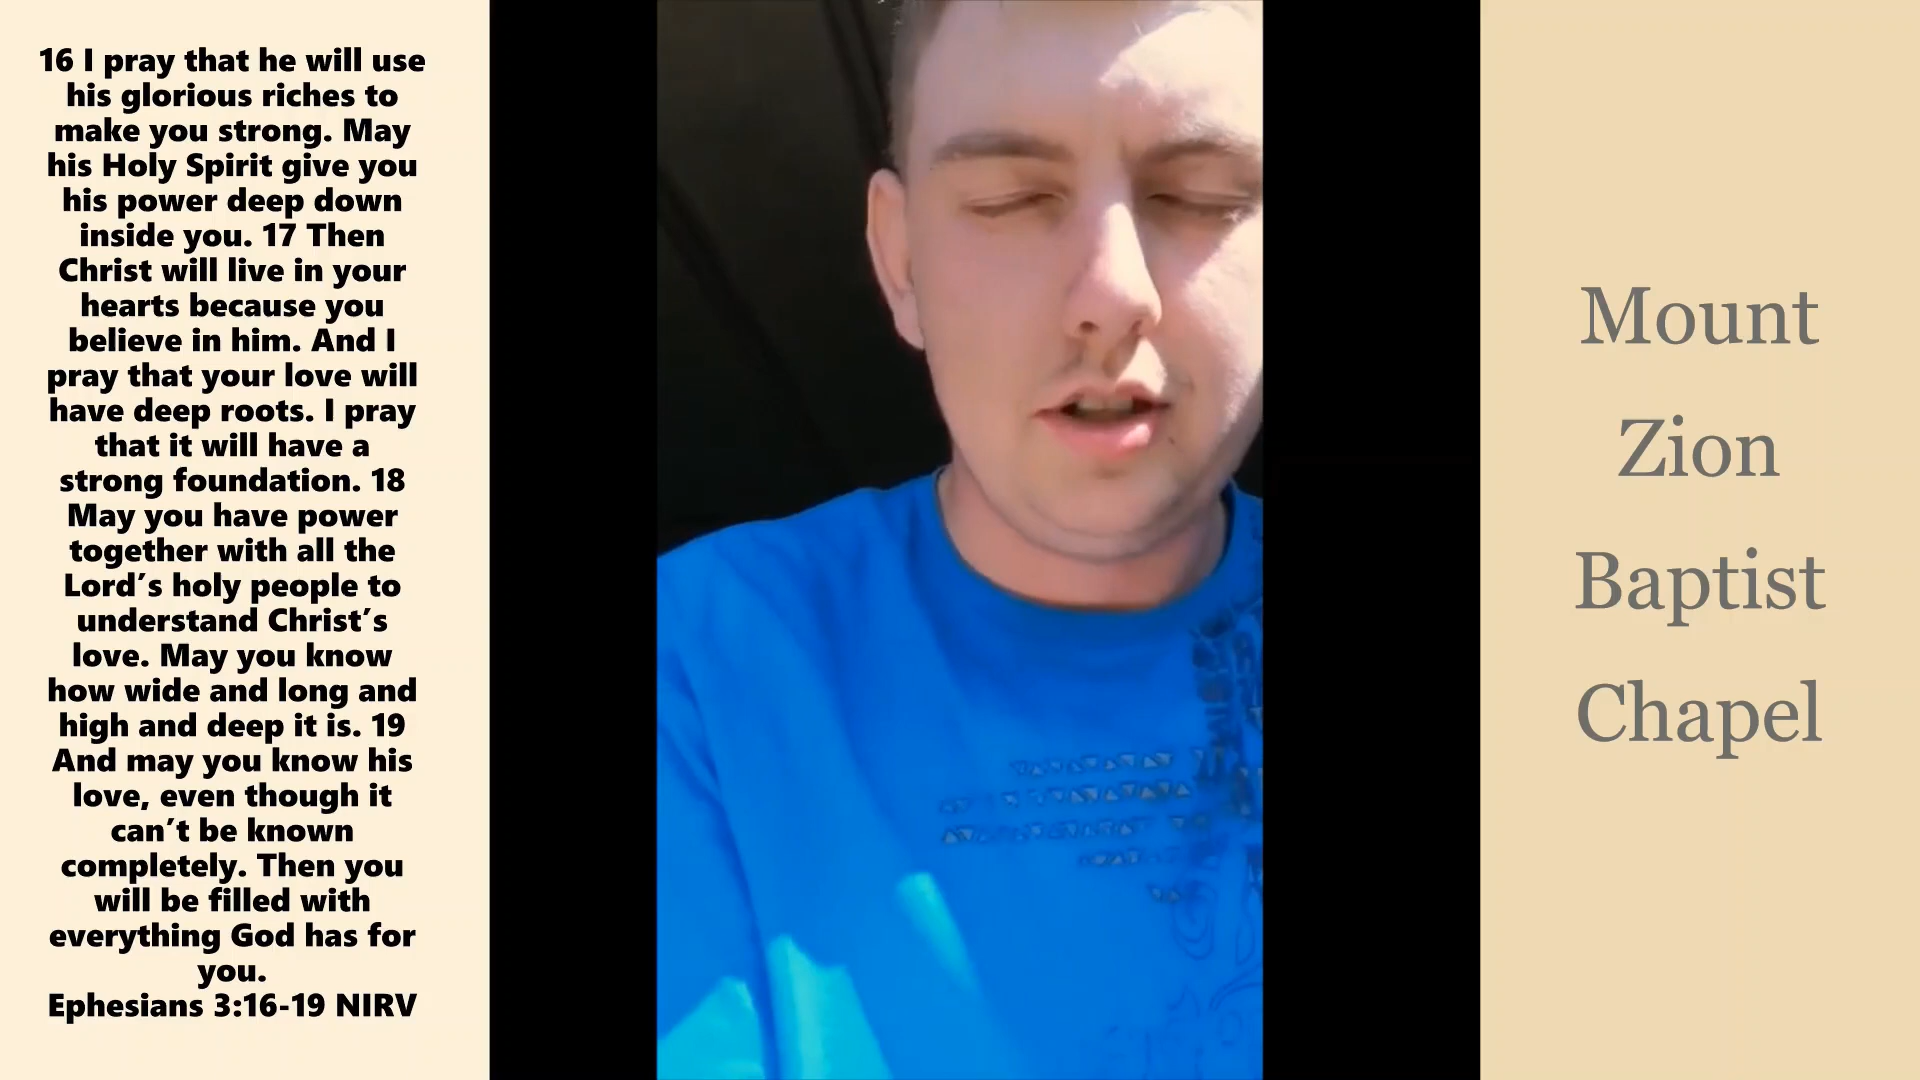 16 I pray that he will use
his glorious riches to
make you strong. May
his Holy Spirit give you
his power deep down
inside you. 17 Then
Christ will live in your
hearts because you
believe in him. And I
pray that your love will
have deep roots. I pray
that it will have a
strong foundation. 18
May you have power
together with all the
Lord’s holy people to
understand Christ’s
love. May you know
how wide and long and
high and deep it is. 19
And may you know his
love, even though it
can’t be known
completely. Then you
will be filled with
everything God has for
you.
Ephesians 3:16-19 NIRV
Mount
Zion
Baptist
Chapel